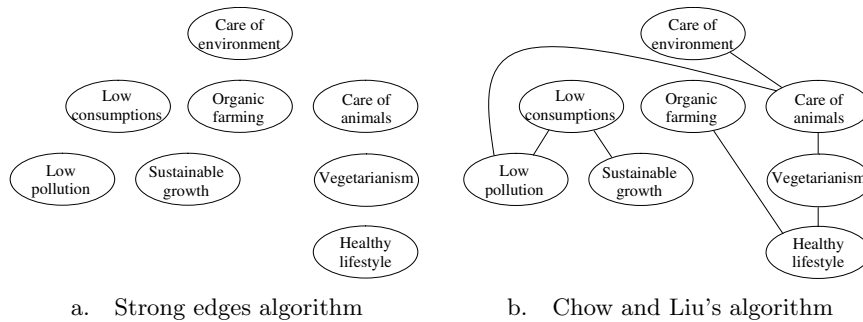 Care of
environment
Low
consumptions
Organic
farming
Care of
animals
Low
pollution
Sustainable
growth
Vegetarianism
Healthy
lifestyle
a. Strong edges algorithm
Care of
environment
Low
consumptions
Organic
farming
Care of
animals
Low
pollution
Sustainable
growth
Vegetarianism
Healthy
lifestyle
b. Chow and Liu's algorithm